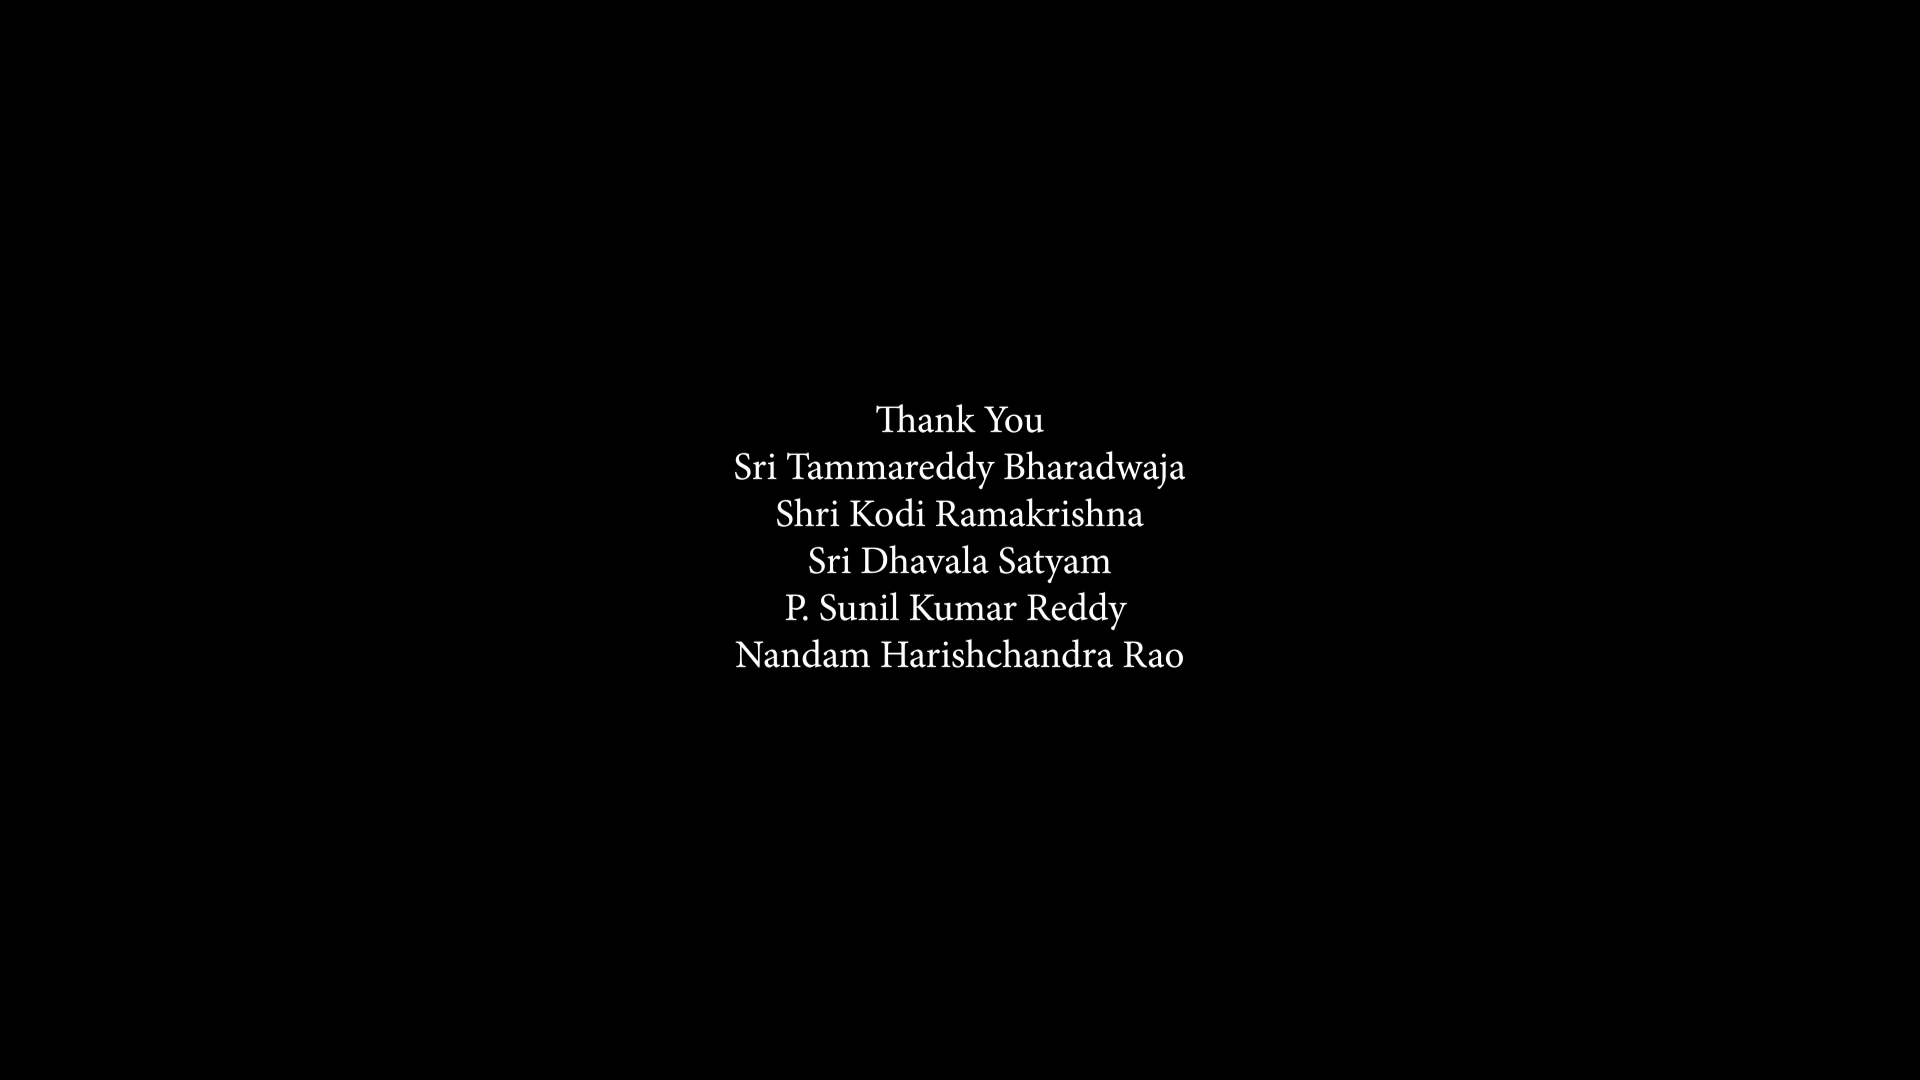 Thank You
Sri Tammareddy Bharadwaja
Shri Kodi Ramakrishna
Sri Dhavala Satyam
P. Sunil Kumar Reddy
Nandam Harishchandra Rao